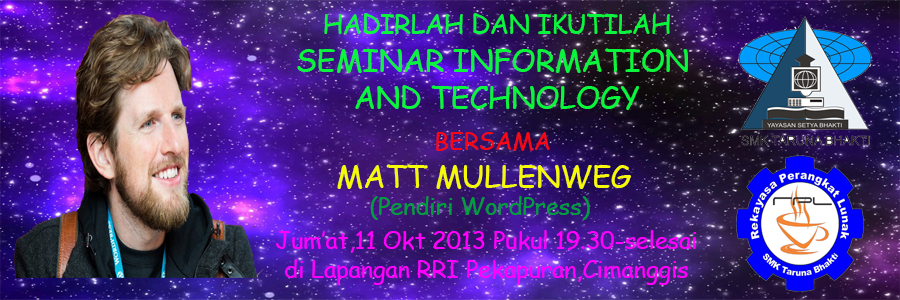 HADIRLAH DAN IKUTILAH
SEMINAR INFORMATION
AND TECHNOLOGY
BERSAMA
MATT MULLENWEG
(Pendiri WordPress)
Jum'at,11 Okt 2013 Pukul 19.30-selesai
di Lapangan RRI Pekapuran,Cimanggis
YAYASAN SETYA BHAKTI
SMK TARUNA BHAKTI
Rekayasa Perangkat Lunak
RPL
SMK Taruna Bhakti